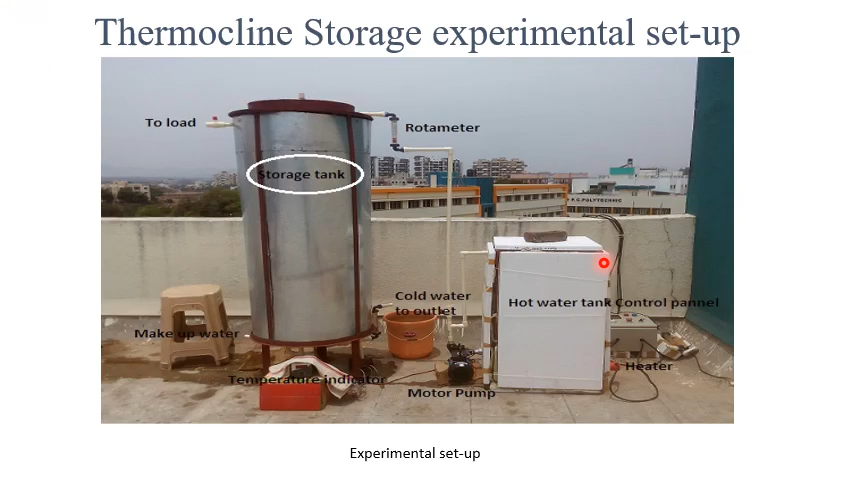 Thermocline Storage experimental set-up
To load
Rotameter
Storage tank
P.G.POLYTECHNIC
Cold water
to outlet
Hot water tank
Control pannel
Make up water
Temperature indicator
Heater
Motor Pump
Experimental set-up